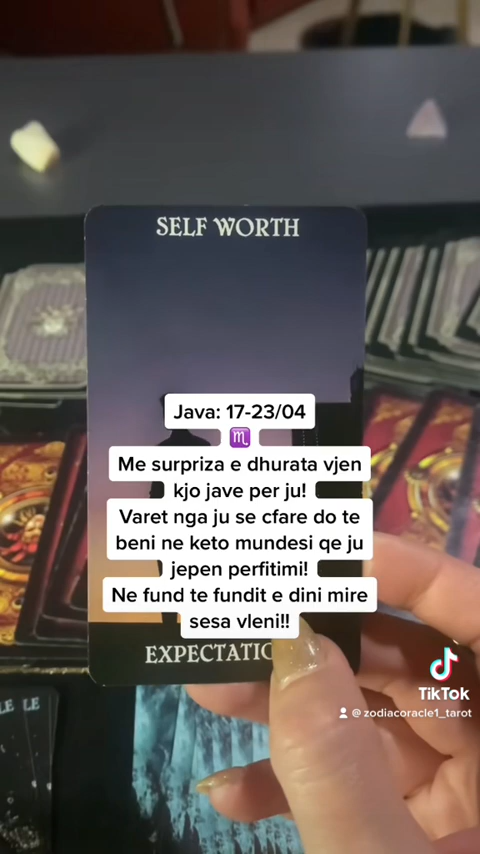 SELF WORTH
Java: 17-23/04
♏
Me surpriza e dhurata vjen
kjo jave per ju!
Varet nga ju se cfare do te
beni ne keto mundesi qe ju
jepen perfitimi!
Ne fund te fundit e dini mire
sesa vleni!!
TikTok
@ zodiacoracle1_tarot